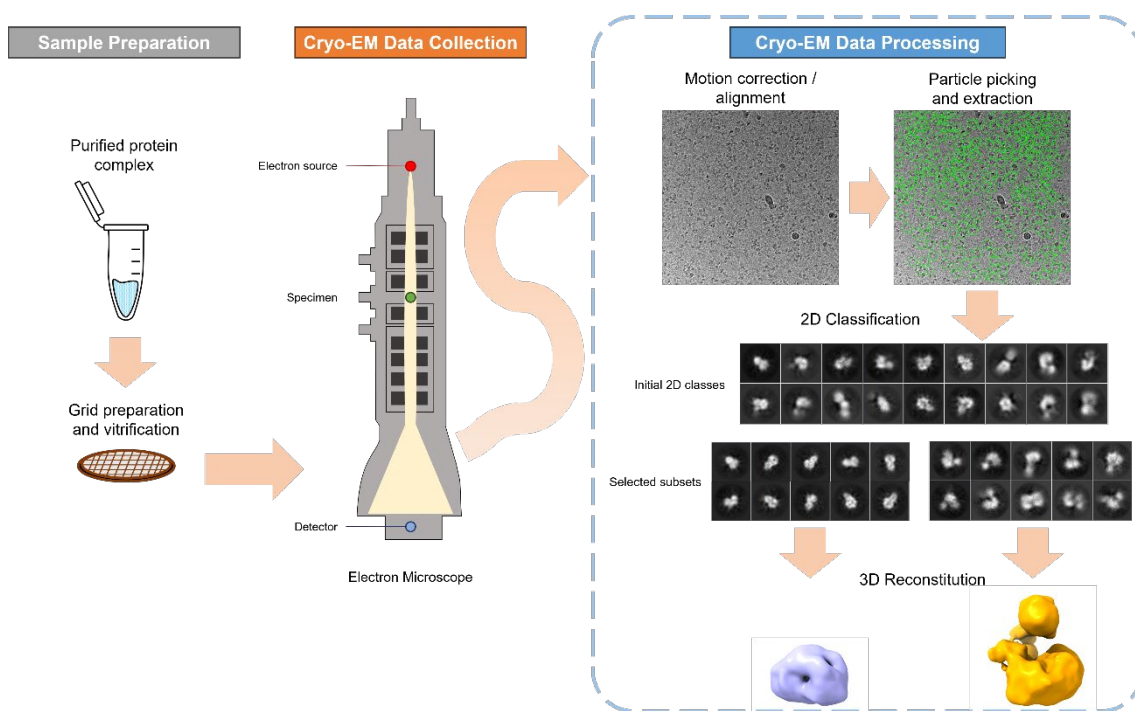 Sample Preparation
Cryo-EM Data Collection
Cryo-EM Data Processing
Purified protein
complex
Grid preparation
and vitrification
Electron source
Specimen
Detector
Electron Microscope
Motion correction /
alignment
Particle picking
and extraction
2D Classification
Initial 2D classes
Selected subsets
3D Reconstitution